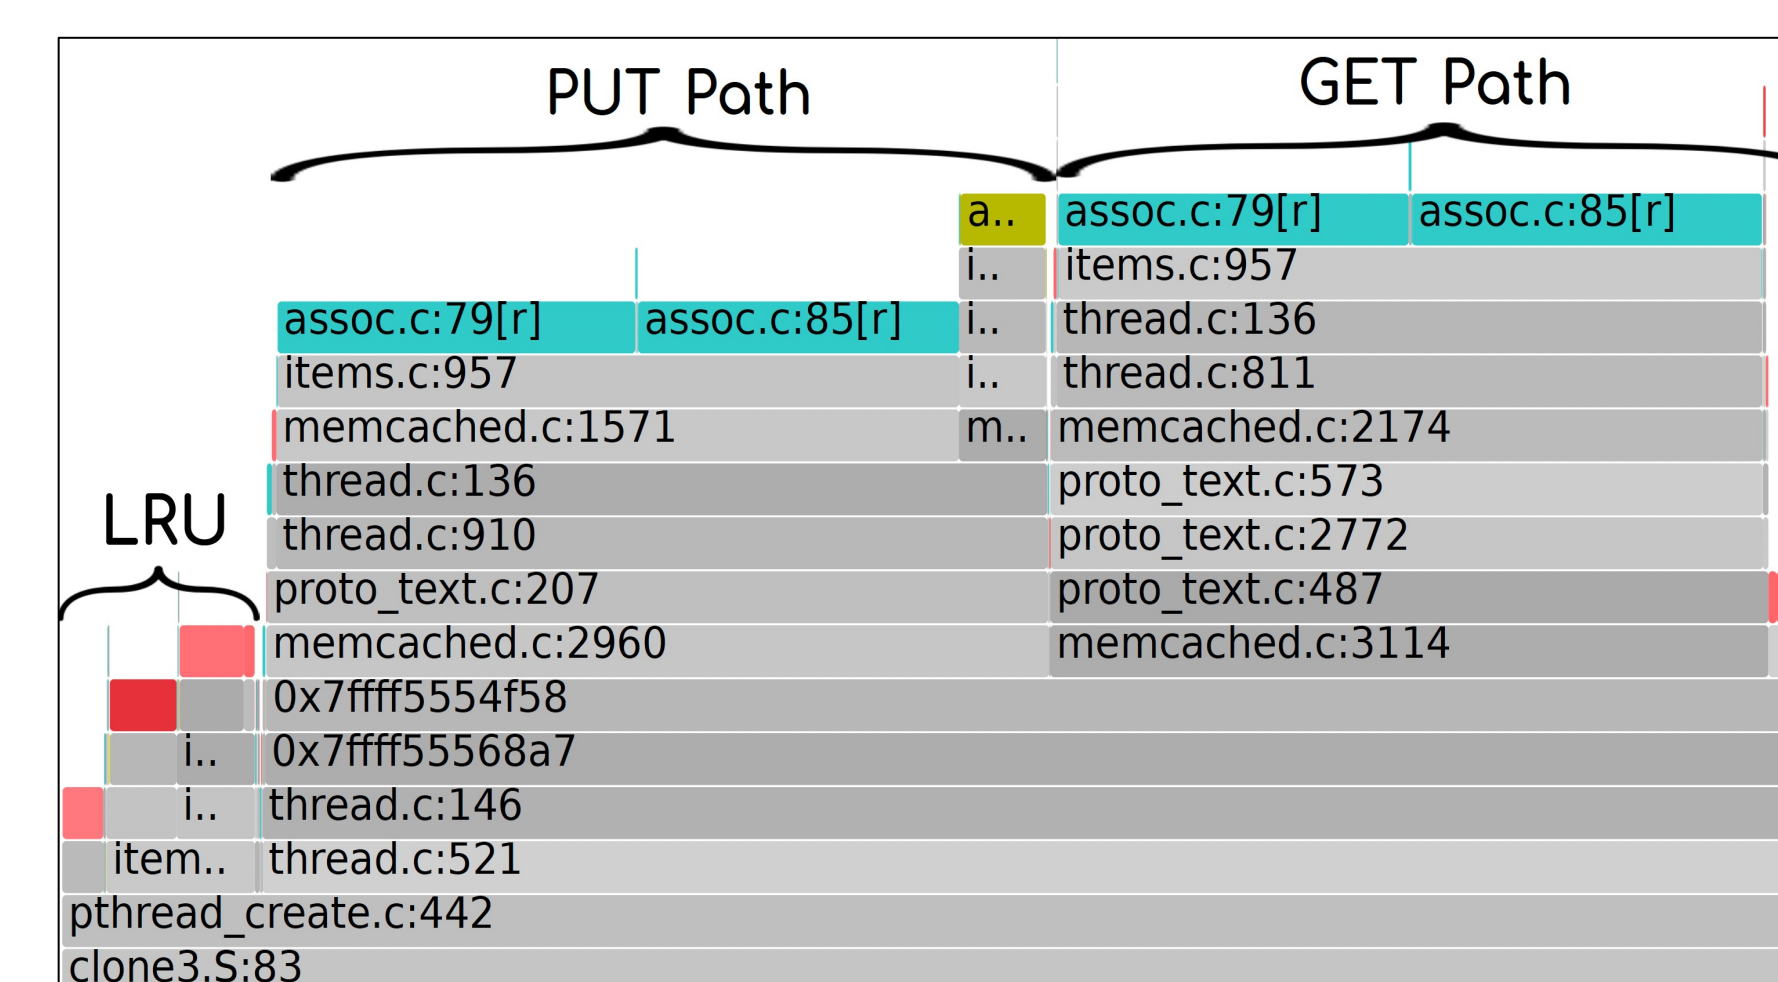 PUT Path
GET Path
a.. assoc.c:79[r] assoc.c:85[r]
i.. items.c:957
assoc.c:79[r] assoc.c:85[r] i.. thread.c:136
items.c:957 i.. thread.c:811
memcached.c:1571 m.. memcached.c:2174
thread.c:136 proto_text.c:573
LRU
thread.c:910 proto_text.c:2772
proto_text.c:207 proto_text.c:487
memcached.c:2960 memcached.c:3114
0x7ffff5554f58
i.. 0x7ffff55568a7
i.. thread.c:146
item.. thread.c:521
pthread_create.c:442
clone3.S:83